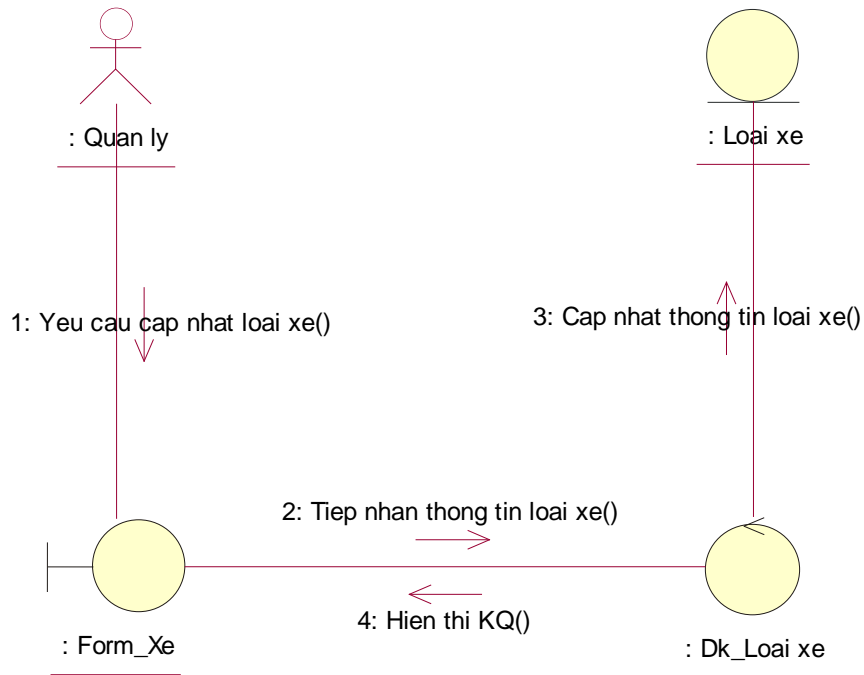 : Quan ly
: Loai xe
1: Yeu cau cap nhat loai xe()
3: Cap nhat thong tin loai xe()
2: Tiep nhan thong tin loai xe()
4: Hien thi KQ()
: Form_Xe
: Dk_Loai xe